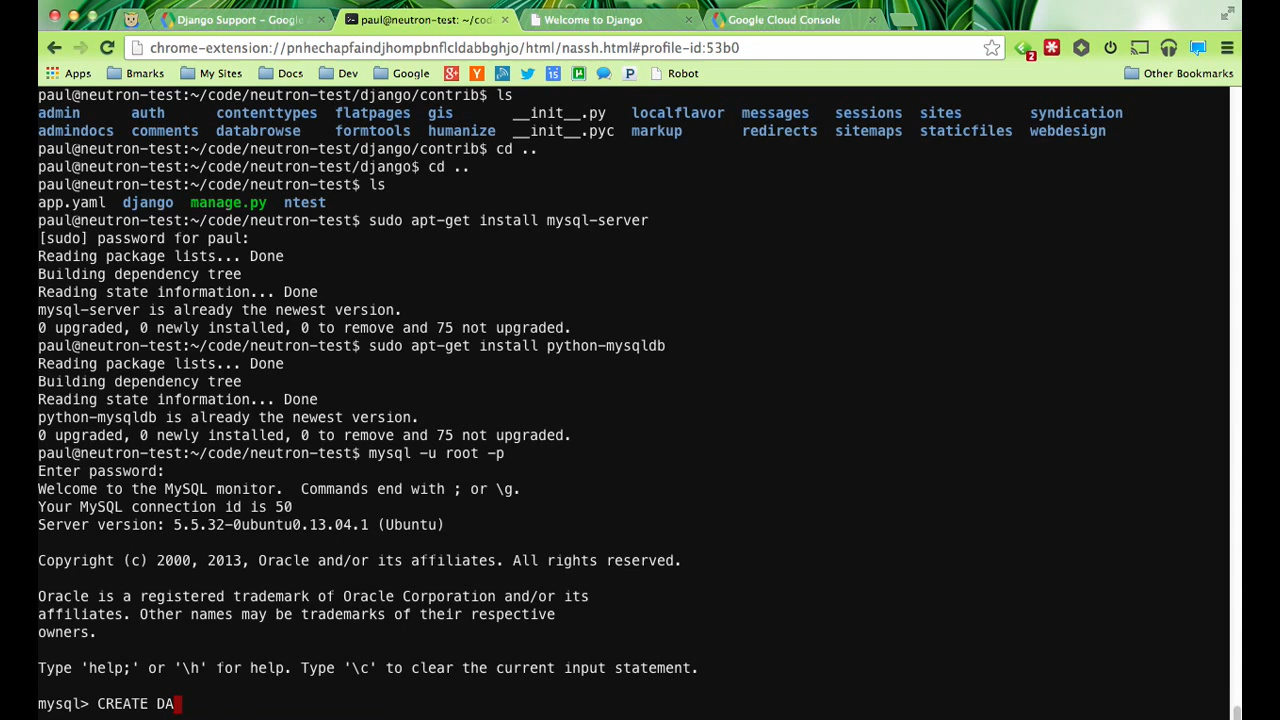 Django Support – Google
paul@neutron-test: ~/cod
Welcome to Django
Google Cloud Console
chrome-extension://pnhechapfaindjhompbnflcldabbghjo/html/nassh.html#profile-id:53b0
2
Apps Bmarks My Sites Docs Dev Google g+ Y 15 P Robot Other Bookmarks
paul@neutron-test:~/code/neutron-test/django/contrib$ ls
admin auth contenttypes flatpages gis __init__.py localflavor messages sessions sites syndication
admindocs comments databrowse formtools humanize __init__.pyc markup redirects sitemaps staticfiles webdesign
paul@neutron-test:~/code/neutron-test/django/contrib$ cd ..
paul@neutron-test:~/code/neutron-test/django$ cd ..
paul@neutron-test:~/code/neutron-test$ ls
app.yaml django manage.py ntest
paul@neutron-test:~/code/neutron-test$ sudo apt-get install mysql-server
[sudo] password for paul:
Reading package lists... Done
Building dependency tree
Reading state information... Done
mysql-server is already the newest version.
0 upgraded, 0 newly installed, 0 to remove and 75 not upgraded.
paul@neutron-test:~/code/neutron-test$ sudo apt-get install python-mysqldb
Reading package lists... Done
Building dependency tree
Reading state information... Done
python-mysqldb is already the newest version.
0 upgraded, 0 newly installed, 0 to remove and 75 not upgraded.
paul@neutron-test:~/code/neutron-test$ mysql -u root -p
Enter password:
Welcome to the MySQL monitor.  Commands end with ; or \g.
Your MySQL connection id is 50
Server version: 5.5.32-0ubuntu0.13.04.1 (Ubuntu)
Copyright (c) 2000, 2013, Oracle and/or its affiliates. All rights reserved.
Oracle is a registered trademark of Oracle Corporation and/or its
affiliates. Other names may be trademarks of their respective
owners.
Type 'help;' or '\h' for help. Type '\c' to clear the current input statement.
mysql> CREATE DA